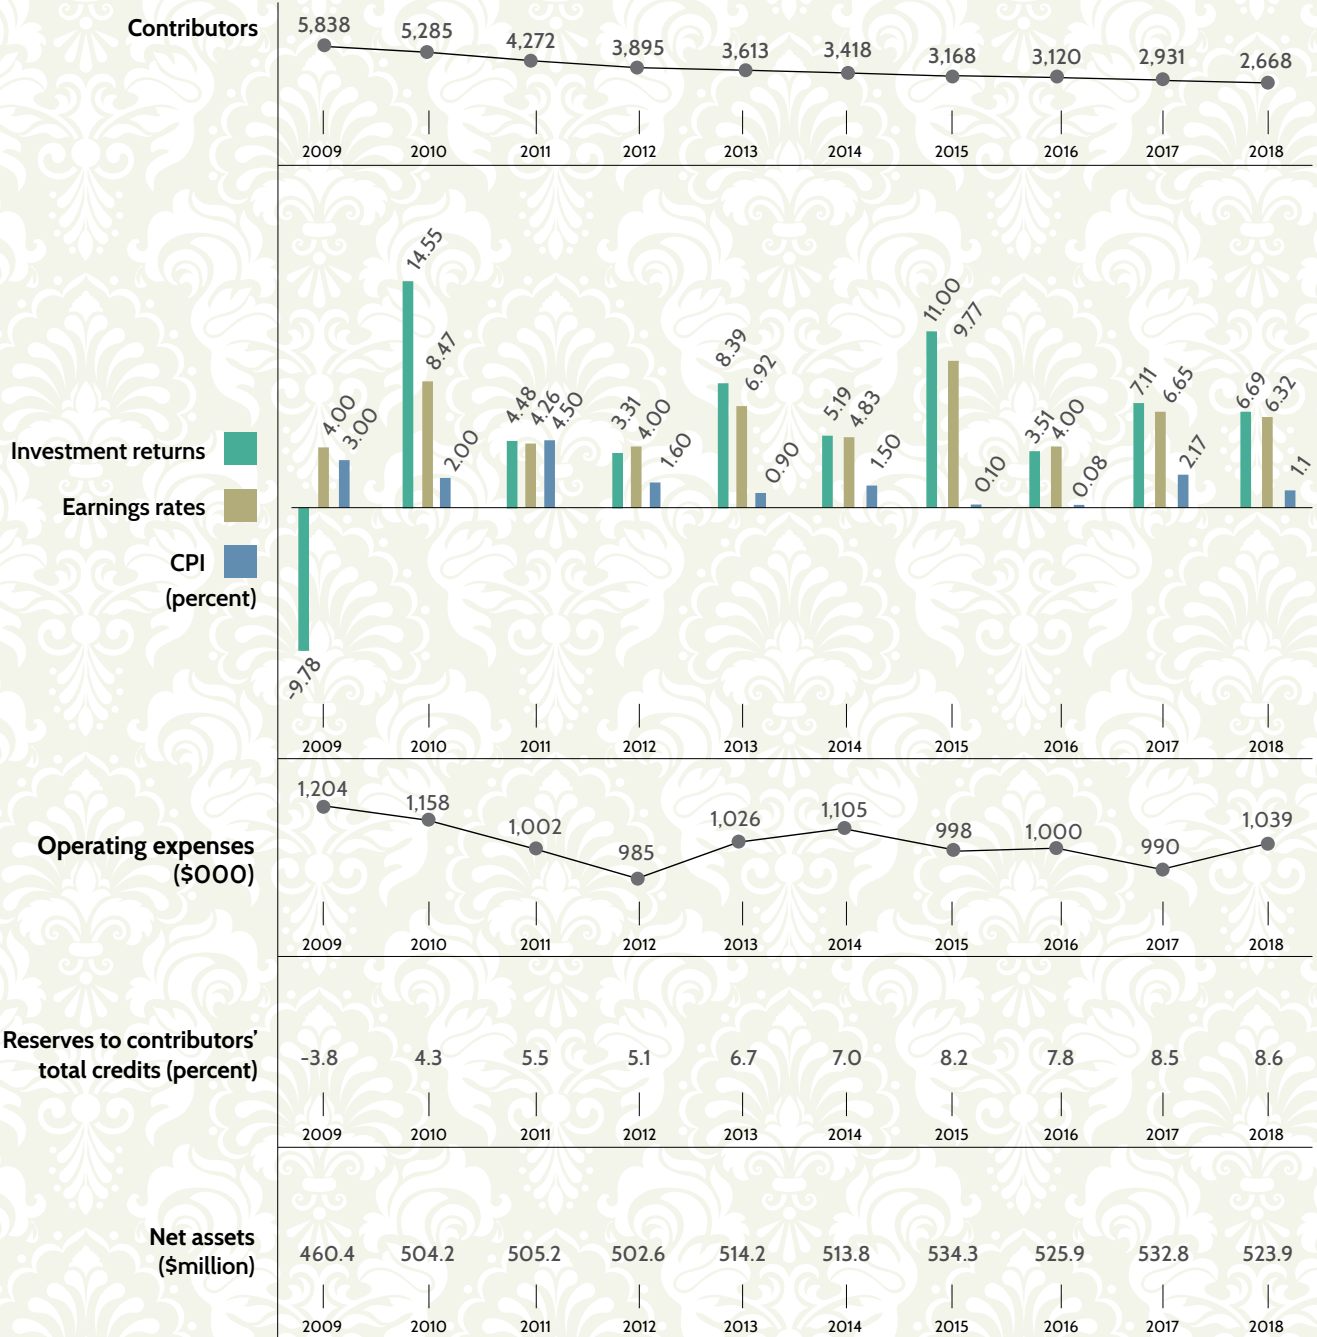 Contributors
5,838 5,285 4,272 3,895 3,613 3,418 3,168 3,120 2,931 2,668
2009 2010 2011 2012 2013 2014 2015 2016 2017 2018
Investment returns
Earnings rates
CPI
(percent)
-9.78 4.00 3.00
14.55 8.47 2.00
4.48 4.26 4.50
3.31 4.00 1.60
8.39 6.92 0.90
5.19 4.83 1.50
11.00 9.77 0.10
3.51 4.00 0.08
7.11 6.65 2.17
6.69 6.32 1.1
2009 2010 2011 2012 2013 2014 2015 2016 2017 2018
Operating expenses
($000)
1,204 1,158 1,002 985 1,026 1,105 998 1,000 990 1,039
2009 2010 2011 2012 2013 2014 2015 2016 2017 2018
Reserves to contributors’
total credits (percent)
-3.8 4.3 5.5 5.1 6.7 7.0 8.2 7.8 8.5 8.6
2009 2010 2011 2012 2013 2014 2015 2016 2017 2018
Net assets
($million)
460.4 504.2 505.2 502.6 514.2 513.8 534.3 525.9 532.8 523.9
2009 2010 2011 2012 2013 2014 2015 2016 2017 2018